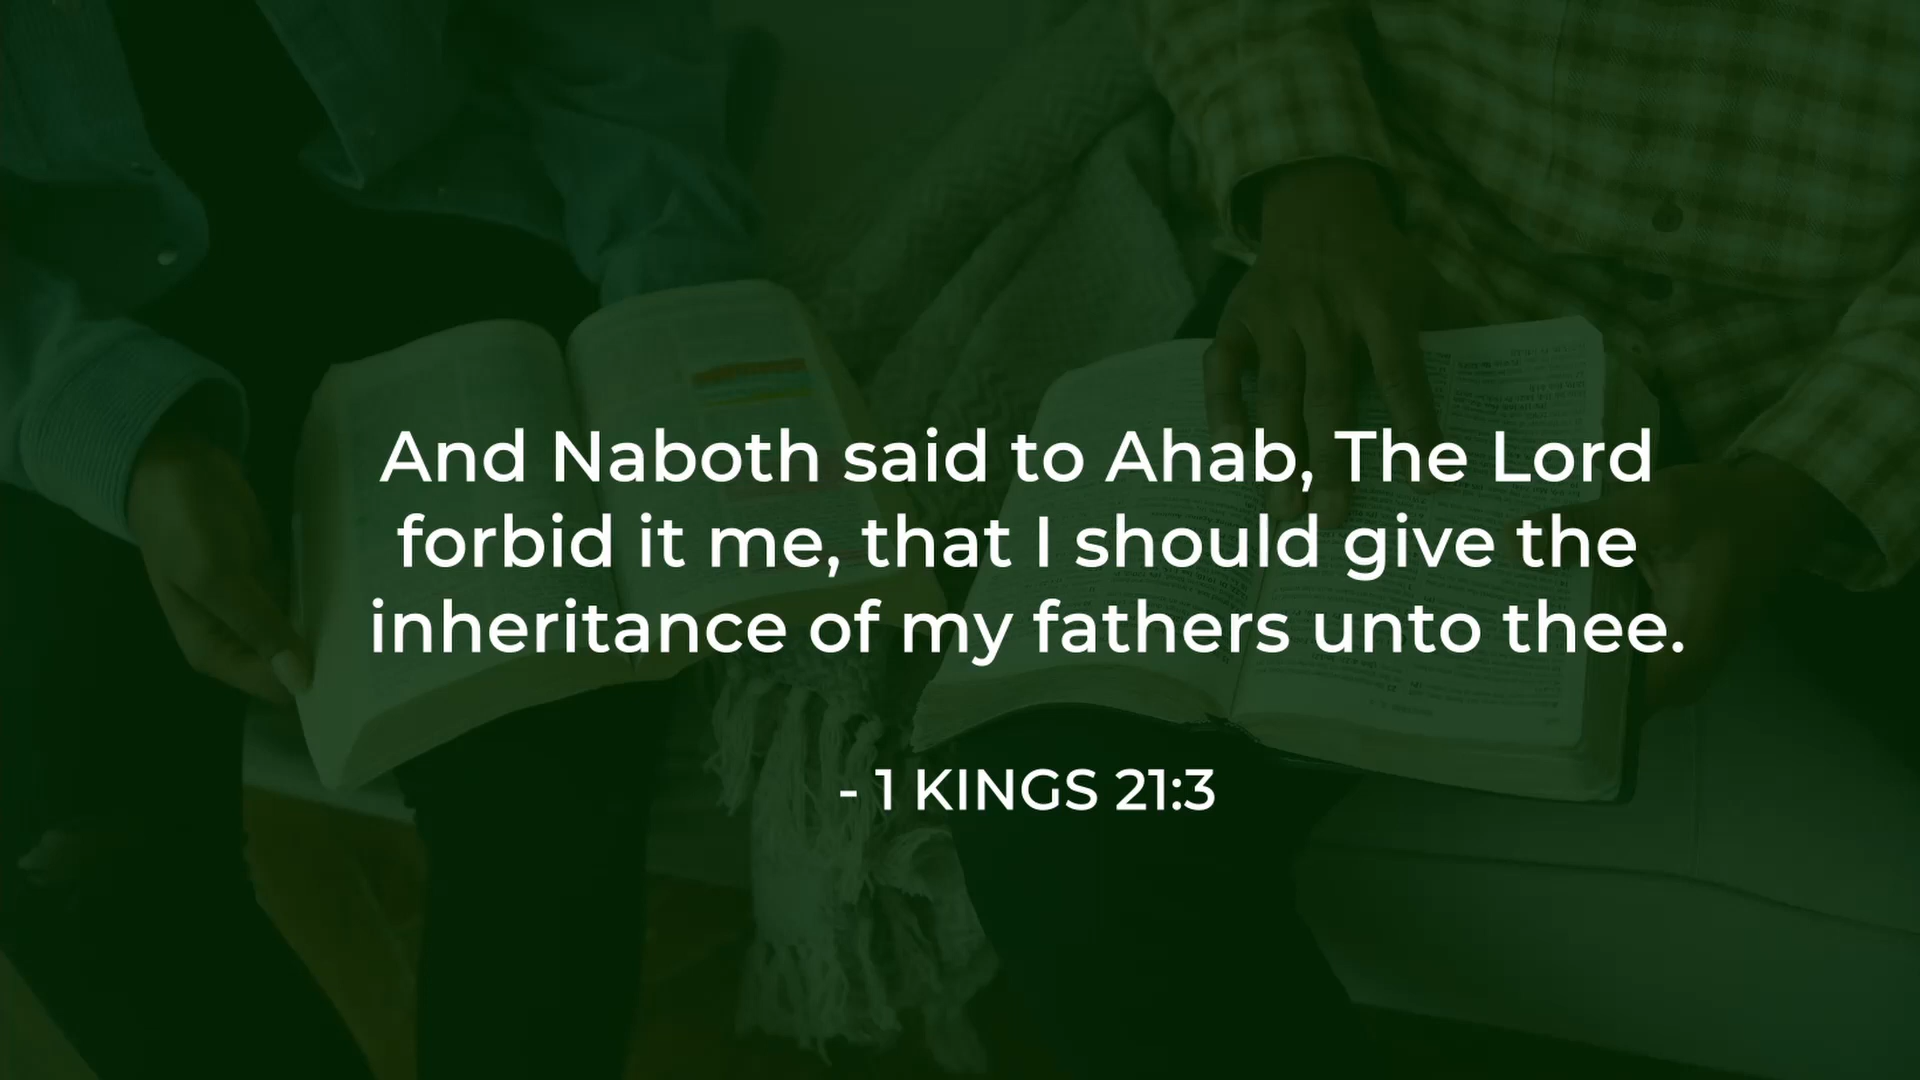 And Naboth said to Ahab, The Lord
forbid it me, that I should give the
inheritance of my fathers unto thee.
- 1 KINGS 21:3